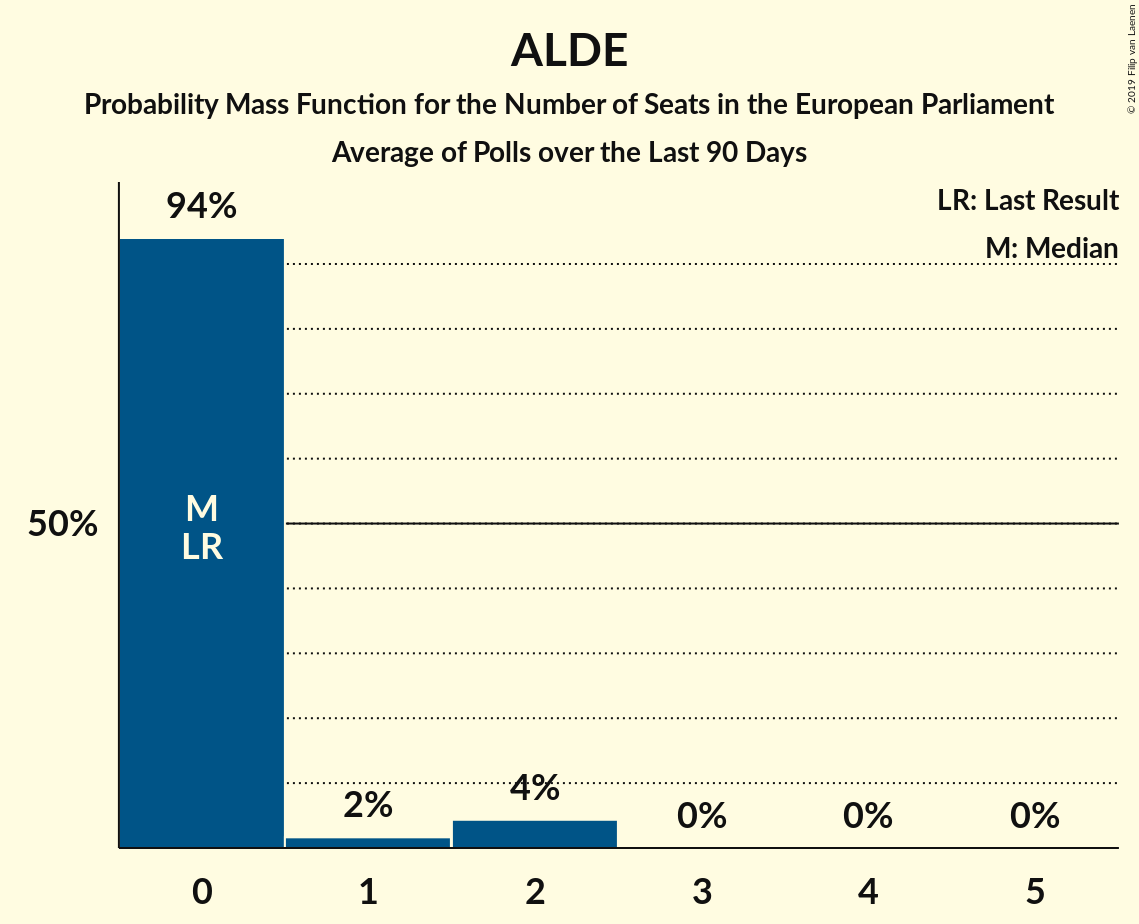 ALDE
Probability Mass Function for the Number of Seats in the European Parliament
Average of Polls over the Last 90 Days
© 2019 Filip van Laenen
LR: Last Result
M: Median
94%
50%
M
LR
2%
4%
0%
0%
0%
0
1
2
3
4
5